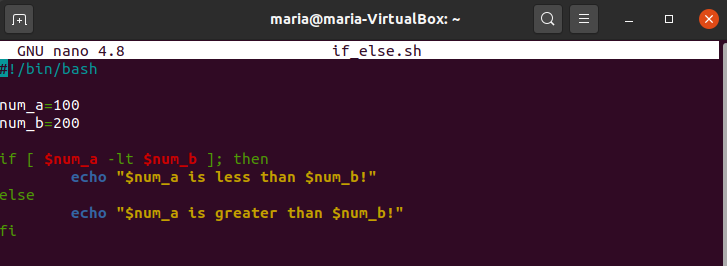 maria@maria-VirtualBox: ~
GNU nano 4.8 if_else.sh
#!/bin/bash
num_a=100
num_b=200
if [ $num_a -lt $num_b ]; then
echo "$num_a is less than $num_b!"
else
echo "$num_a is greater than $num_b!"
fi